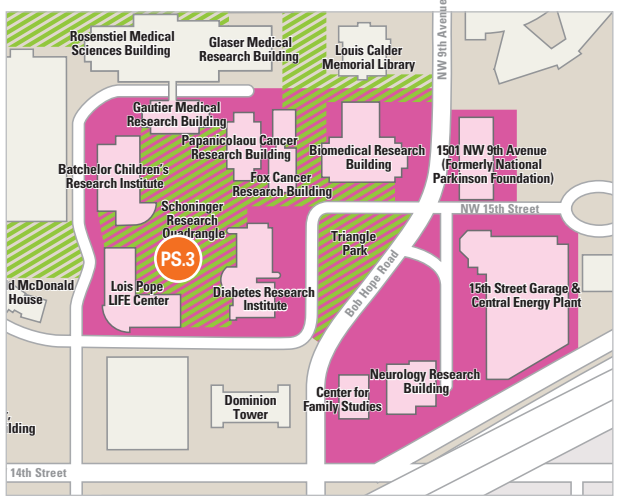 Rosenstiel Medical
Sciences Building
Glaser Medical
Research Building
Louis Calder
Memorial Library
NW 9th Avenue
Gautier Medical
Research Building
Papanicolaou Cancer
Research Building
Biomedical Research
Building
1501 NW 9th Avenue
(Formerly National
Parkinson Foundation)
Batchelor Children's
Research Institute
Fox Cancer
Research Building
NW 15th Street
Schoninger
Research
Quadrangle
PS.3
Triangle
Park
Bob Hope Road
d McDonald
House
Lois Pope
LIFE Center
Diabetes Research
Institute
15th Street Garage &
Central Energy Plant
Neurology Research
Building
Center for
Family Studies
Dominion
Tower
lding
14th Street